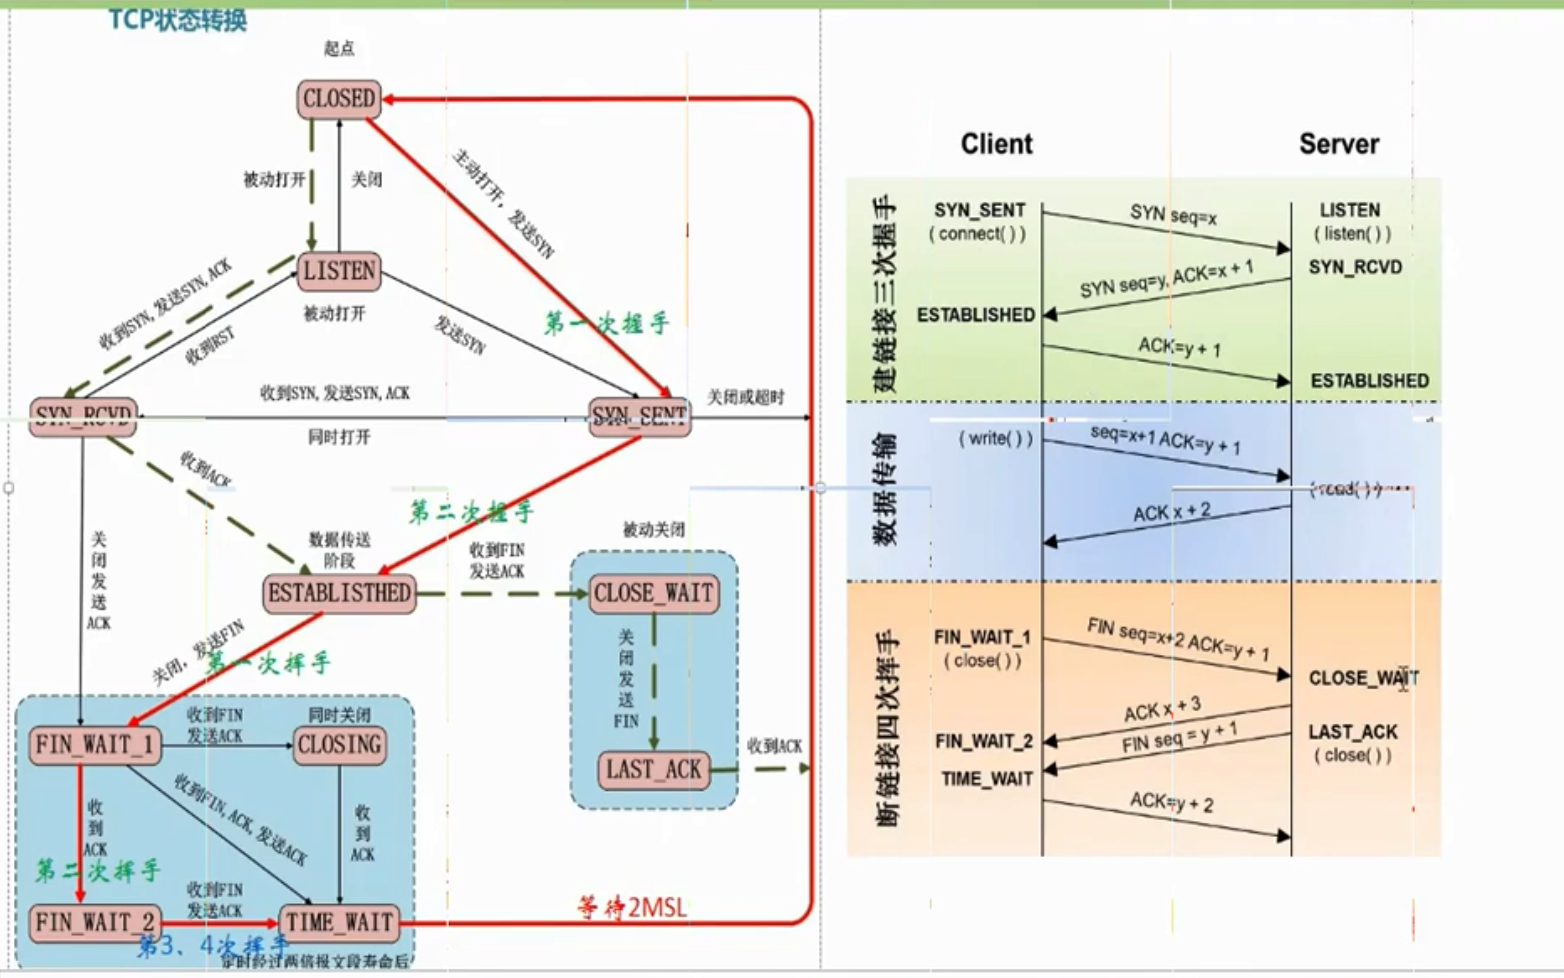 TCP状态转换
起点
CLOSED
被动打开
关闭
主动打开，发送SYN
LISTEN
被动打开
收到SYN,发送SYN,ACK
收到RST
发送SYN
第一次握手
收到SYN,发送SYN,ACK
关闭或超时
SYN_RCVD
SYN_SENT
同时打开
收到ACK
第二次握手
数据传送
阶段
收到FIN
发送ACK
被动关闭
关闭发送ACK
ESTABLISTHED
CLOSE_WAIT
关闭，发送FIN
第一次挥手
关闭发送FIN
收到FIN
发送ACK
同时关闭
FIN_WAIT_1
CLOSING
LAST_ACK
收到ACK
收到ACK
收到FIN,ACK,发送ACK
收到ACK
第二次挥手
收到FIN
发送ACK
FIN_WAIT_2
TIME_WAIT
等待2MSL
第3、4次挥手
定时经过两倍报文段寿命后
Client
Server
建链接三次握手
SYN_SENT
(connect())
SYN seq=x
LISTEN
(listen())
SYN_RCVD
SYN seq=y, ACK=x+1
ESTABLISHED
ACK=y+1
ESTABLISHED
数据传输
(write())
seq=x+1 ACK=y+1
(read())
ACK x+2
断链接四次挥手
FIN_WAIT_1
(close())
FIN seq=x+2 ACK=y+1
CLOSE_WAIT
ACK x+3
FIN_WAIT_2
FIN seq = y+1
LAST_ACK
(close())
TIME_WAIT
ACK=y+2